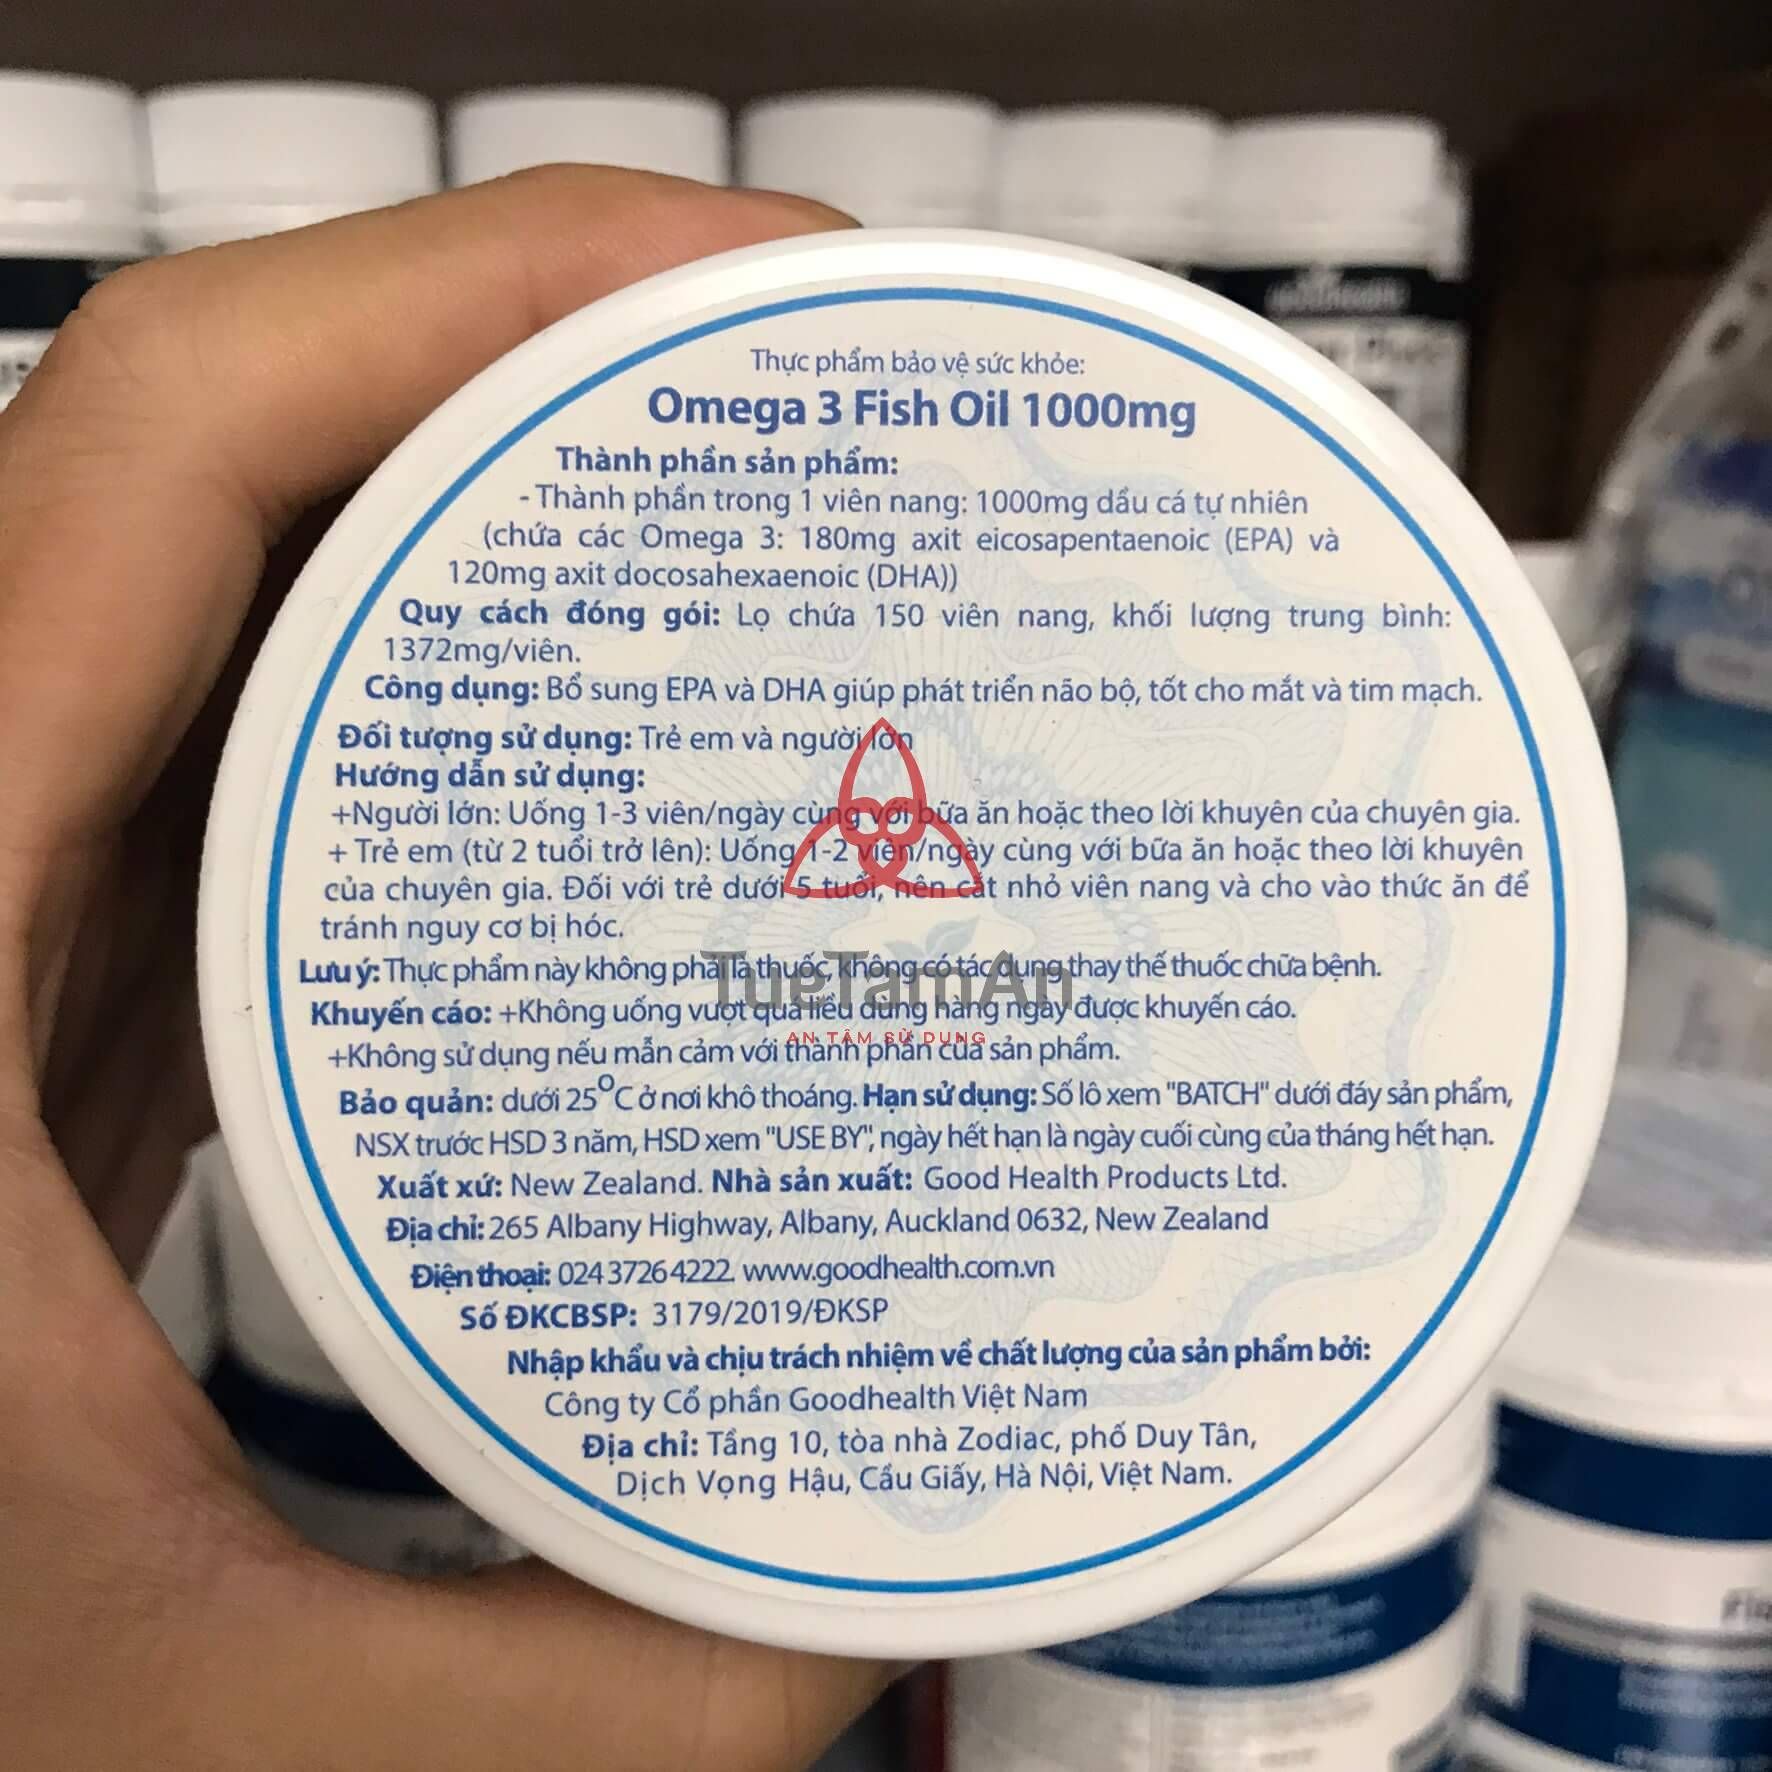 Thực phẩm bảo vệ sức khỏe:
Omega 3 Fish Oil 1000mg
Thành phần sản phẩm:
- Thành phần trong 1 viên nang: 1000mg dầu cá tự nhiên
(chứa các Omega 3: 180mg axit eicosapentaenoic (EPA) và
120mg axit docosahexaenoic (DHA))
Quy cách đóng gói: Lọ chứa 150 viên nang, khối lượng trung bình:
1372mg/viên.
Công dụng: Bổ sung EPA và DHA giúp phát triển não bộ, tốt cho mắt và tim mạch.
Đối tượng sử dụng: Trẻ em và người lớn
Hướng dẫn sử dụng:
+Người lớn: Uống 1-3 viên/ngày cùng với bữa ăn hoặc theo lời khuyên của chuyên gia.
+ Trẻ em (từ 2 tuổi trở lên): Uống 1-2 viên/ngày cùng với bữa ăn hoặc theo lời khuyên
của chuyên gia. Đối với trẻ dưới 5 tuổi, nên cắt nhỏ viên nang và cho vào thức ăn để
tránh nguy cơ bị hóc.
Lưu ý: Thực phẩm này không phải là thuốc, không có tác dụng thay thế thuốc chữa bệnh.
TueTamAn
Khuyến cáo: +Không uống vượt quá liều dùng hàng ngày được khuyến cáo.
AN TÂM SỬ DỤNG
+Không sử dụng nếu mẫn cảm với thành phần của sản phẩm.
Bảo quản: dưới 25°C ở nơi khô thoáng. Hạn sử dụng: Số lô xem "BATCH" dưới đáy sản phẩm,
NSX trước HSD 3 năm, HSD xem "USE BY", ngày hết hạn là ngày cuối cùng của tháng hết hạn.
Xuất xứ: New Zealand. Nhà sản xuất: Good Health Products Ltd.
Địa chỉ: 265 Albany Highway, Albany, Auckland 0632, New Zealand
Điện thoại: 024 3726 4222. www.goodhealth.com.vn
Số ĐKCBSP: 3179/2019/ĐKSP
Nhập khẩu và chịu trách nhiệm về chất lượng của sản phẩm bởi:
Công ty Cổ phần Goodhealth Việt Nam
Địa chỉ: Tầng 10, tòa nhà Zodiac, phố Duy Tân,
Dịch Vọng Hậu, Cầu Giấy, Hà Nội, Việt Nam.